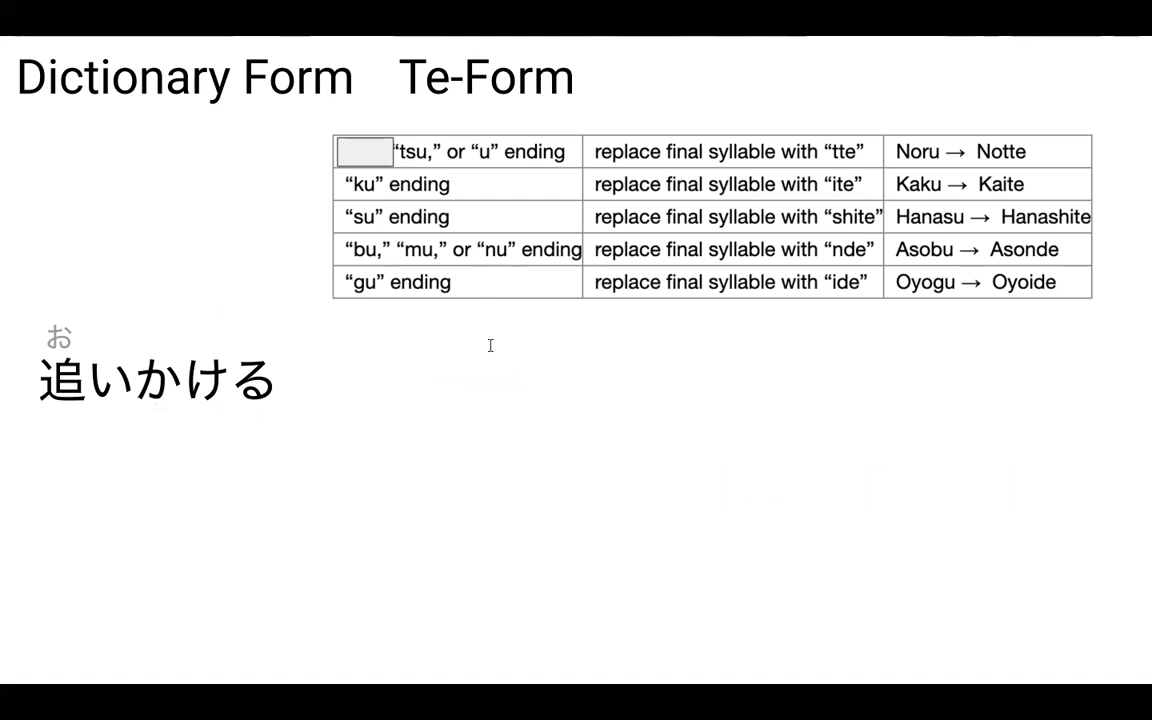 Dictionary Form Te-Form
“tsu,” or “u” ending replace final syllable with “tte” Noru → Notte
“ku” ending replace final syllable with “ite” Kaku → Kaite
“su” ending replace final syllable with “shite” Hanasu → Hanashite
“bu,” “mu,” or “nu” ending replace final syllable with “nde” Asobu → Asonde
“gu” ending replace final syllable with “ide” Oyogu → Oyoide
お
追いかける